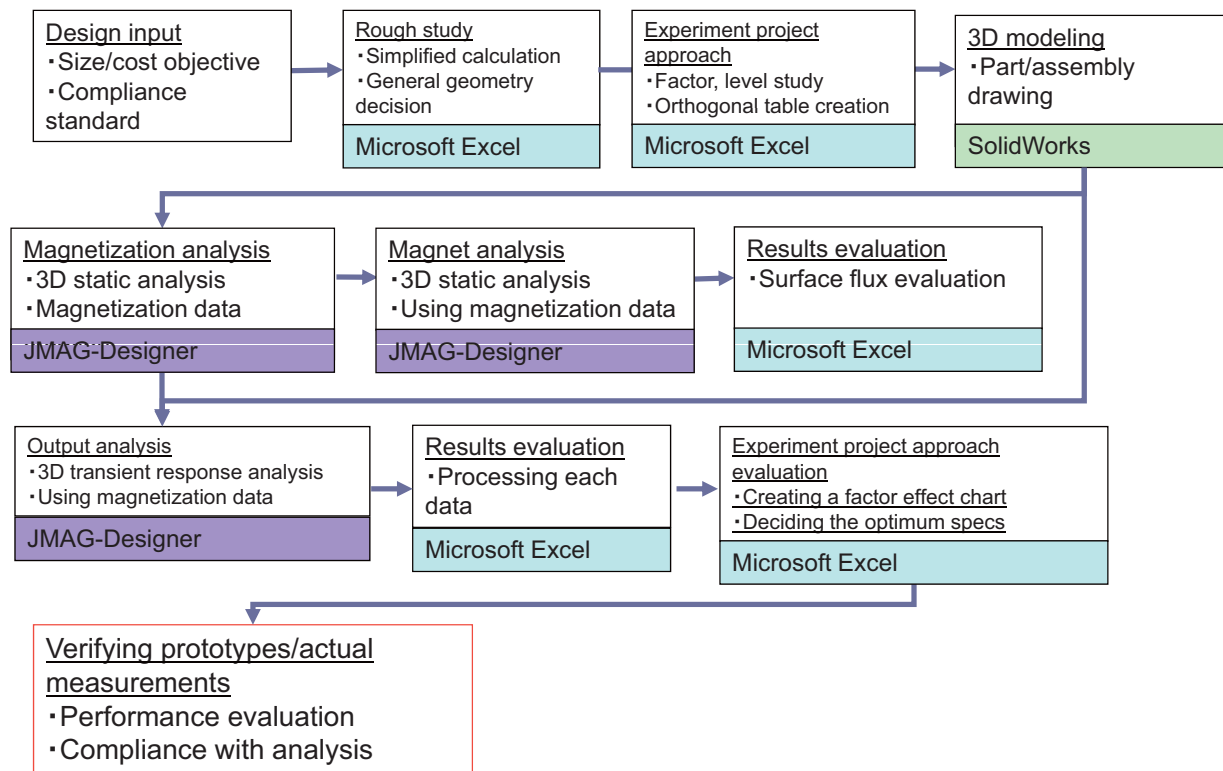 Design input
・Size/cost objective
・Compliance
standard
Rough study
・Simplified calculation
・General geometry
decision
Microsoft Excel
Experiment project
approach
・Factor, level study
・Orthogonal table creation
Microsoft Excel
3D modeling
・Part/assembly
drawing
SolidWorks
Magnetization analysis
・3D static analysis
・Magnetization data
JMAG-Designer
Magnet analysis
・3D static analysis
・Using magnetization data
JMAG-Designer
Results evaluation
・Surface flux evaluation
Microsoft Excel
Output analysis
・3D transient response analysis
・Using magnetization data
JMAG-Designer
Results evaluation
・Processing each
data
Microsoft Excel
Experiment project approach
evaluation
・Creating a factor effect chart
・Deciding the optimum specs
Microsoft Excel
Verifying prototypes/actual
measurements
・Performance evaluation
・Compliance with analysis